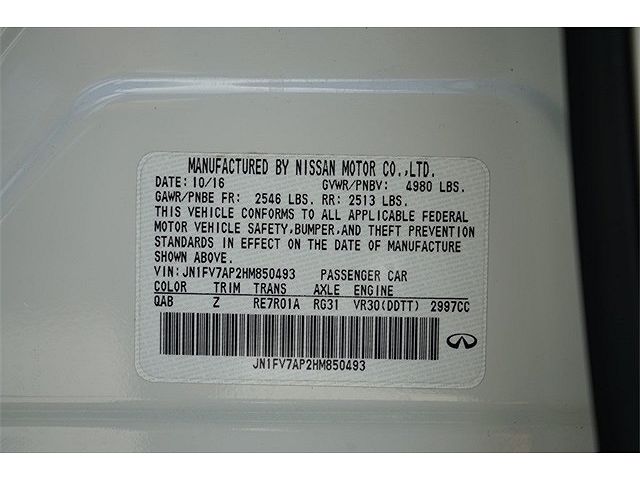 MANUFACTURED BY NISSAN MOTOR CO.,LTD.
DATE: 10/16 GVWR/PNBV: 4980 LBS.
GAWR/PNBE FR: 2546 LBS. RR: 2513 LBS.
THIS VEHICLE CONFORMS TO ALL APPLICABLE FEDERAL
MOTOR VEHICLE SAFETY,BUMPER,AND THEFT PREVENTION
STANDARDS IN EFFECT ON THE DATE OF MANUFACTURE
SHOWN ABOVE.
VIN: JN1FV7AP2HM850493 PASSENGER CAR
COLOR TRIM TRANS AXLE ENGINE
QAB Z RE7R01A RG31 VR30(DDTT) 2997CC
JN1FV7AP2HM850493